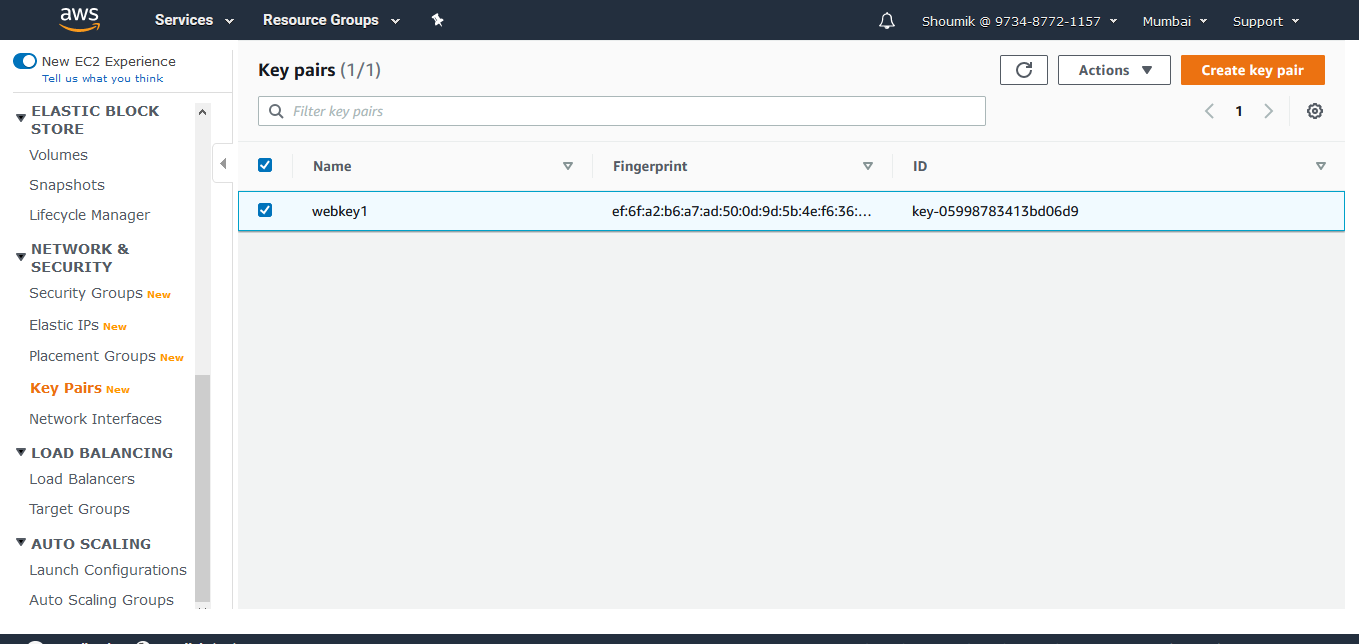 aws Services Resource Groups Shoumik @ 9734-8772-1157 Mumbai Support
New EC2 Experience
Tell us what you think
ELASTIC BLOCK
STORE
Volumes
Snapshots
Lifecycle Manager
NETWORK &
SECURITY
Security Groups New
Elastic IPs New
Placement Groups New
Key Pairs New
Network Interfaces
LOAD BALANCING
Load Balancers
Target Groups
AUTO SCALING
Launch Configurations
Auto Scaling Groups
Key pairs (1/1)
Actions
Create key pair
Filter key pairs
1
Name Fingerprint ID
webkey1 ef:6f:a2:b6:a7:ad:50:0d:9d:5b:4e:f6:36:... key-05998783413bd06d9